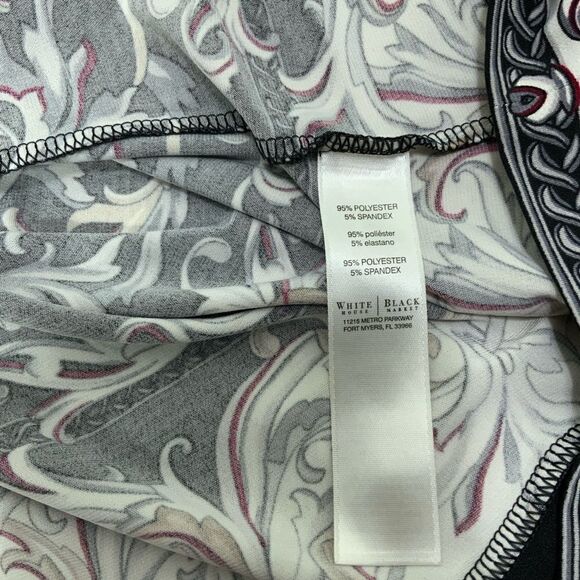 95% POLYESTER
5% SPANDEX
95% poliéster
5% elastano
95% POLYESTER
5% SPANDEX
WHITE HOUSE | BLACK MARKET
11215 METRO PARKWAY
FORT MYERS, FL 33966